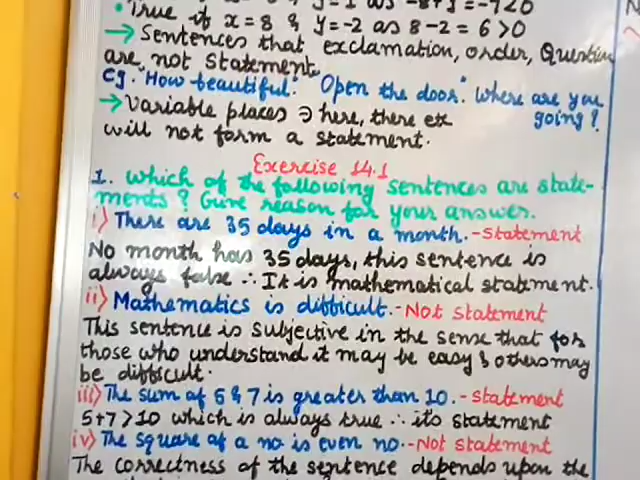 • True if x = 8 & y = -2 as 8-2 = 6 >0
→ Sentences that exclamation, order, Question
are not statement.
Eg. "How beautiful! "Open the door." Where are you
going?
→ Variable places ⇒ here, there etc
will not form a statement.
Exercise 14.1
1. Which of the following sentences are state-
ments? Give reason for your answer.
i) There are 35 days in a month. - Statement
No month has 35 days, this sentence is
always false ∴ It is mathematical statement.
ii) Mathematics is difficult. - Not statement
This sentence is subjective in the sense that for
those who understand it may be easy & others may
be difficult.
iii) The sum of 5 & 7 is greater than 10. - statement
5+7 >10 which is always true ∴ it's statement
iv) The square of a no is even no. - Not statement
The correctness of the sentence depends upon the